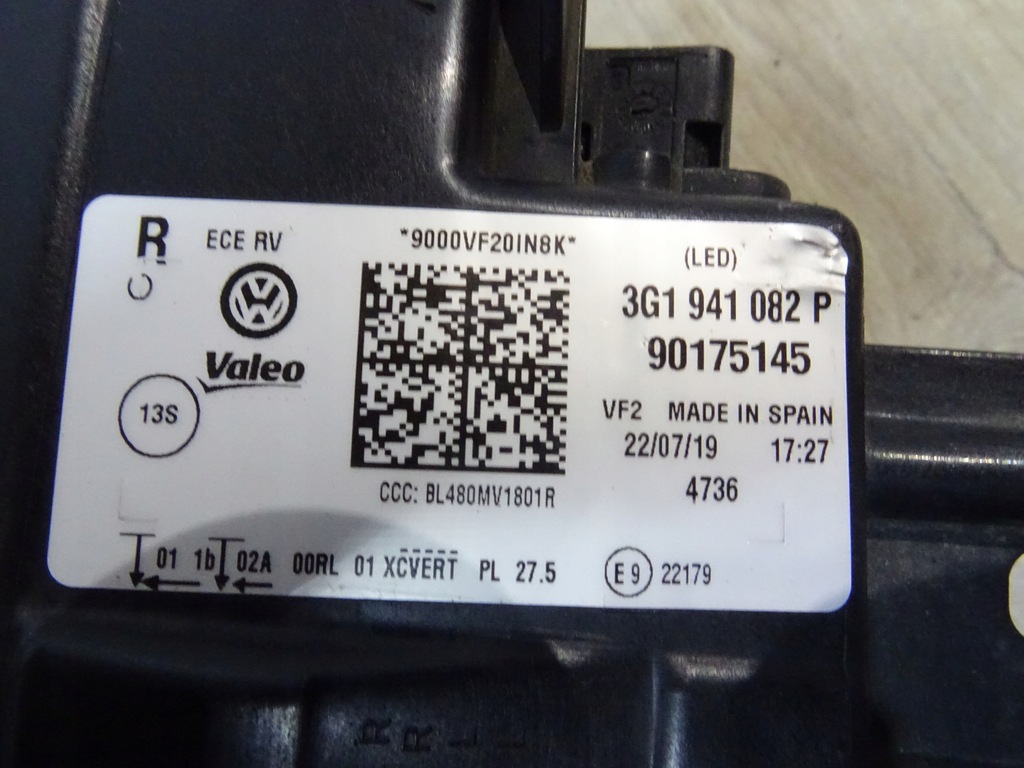 R ECE RV *9000VF20IN8K* (LED)
3G1 941 082 P
90175145
Valeo
13S
VF2 MADE IN SPAIN
22/07/19 17:27
CCC: BL480MV1801R 4736
01 1b 02A 00RL 01 XCVERT PL 27.5 E9 22179
R R L L